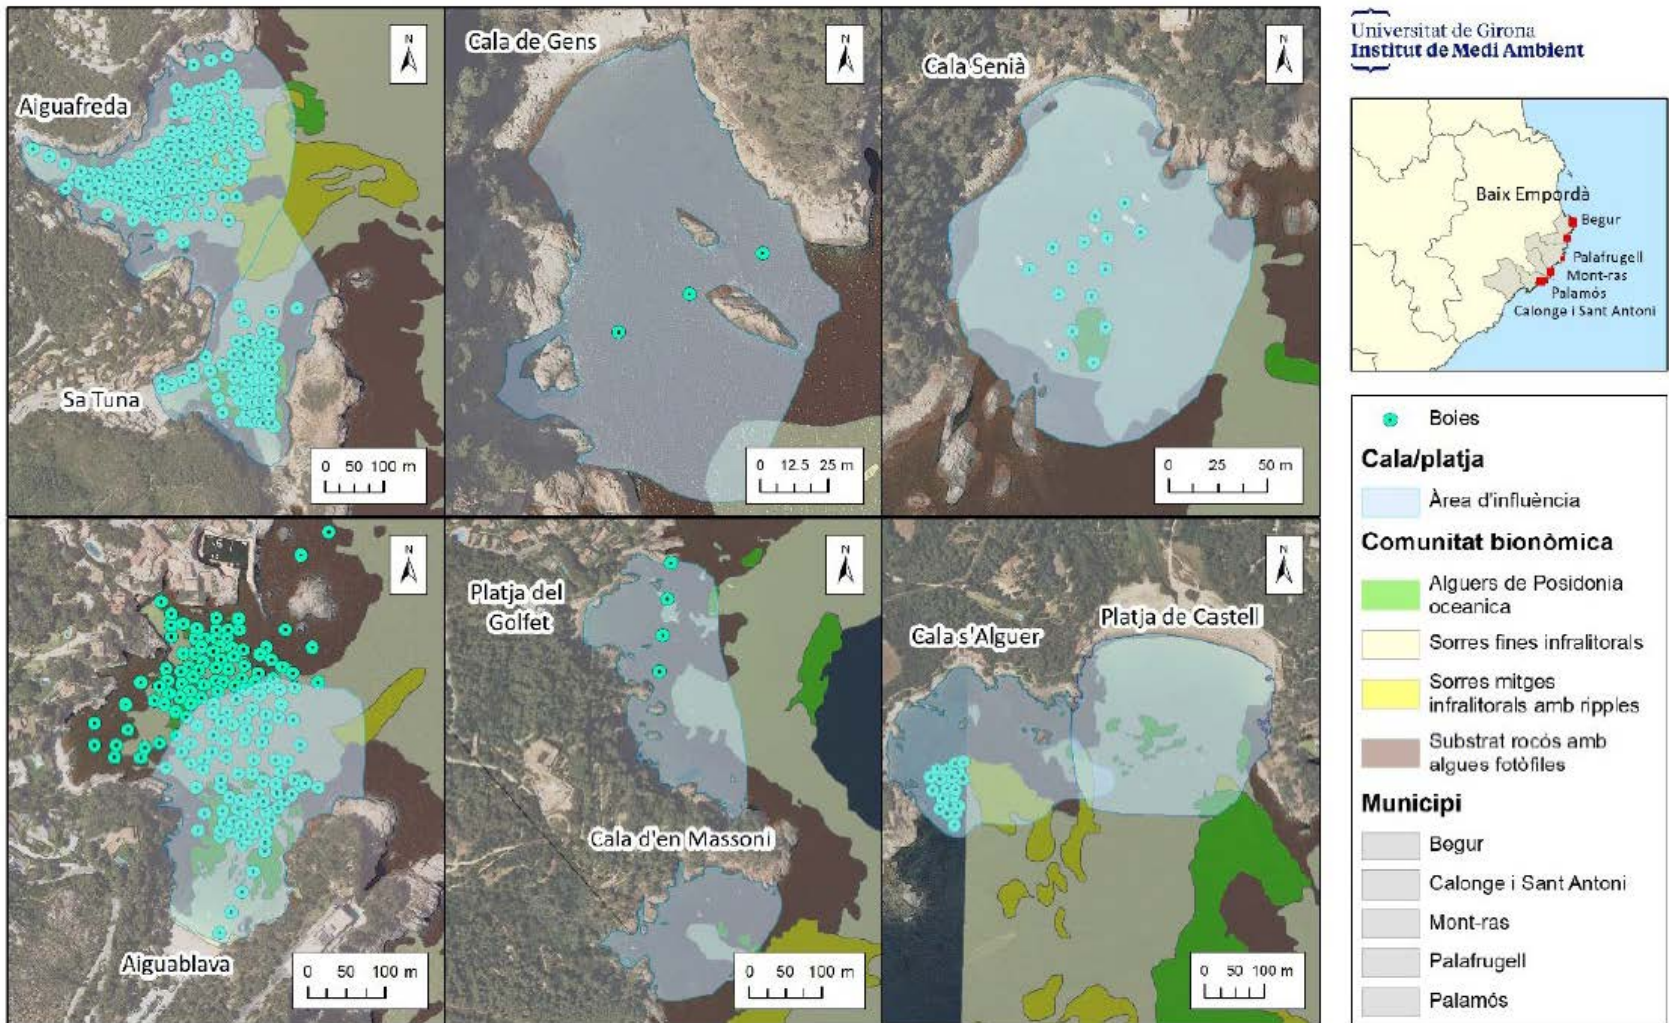 N
Aiguafreda
Sa Tuna
0 50 100 m
N
Cala de Gens
0 12.5 25 m
N
Cala Senià
0 25 50 m
N
Aiguablava
0 50 100 m
N
Platja del
Golfet
Cala d'en Massoni
0 50 100 m
N
Cala s'Alguer
Platja de Castell
0 50 100 m
Universitat de Girona
Institut de Medi Ambient
Baix Empordà
Begur
Palafrugell
Mont-ras
Palamós
Calonge i Sant Antoni
Boies
Cala/platja
Àrea d'influència
Comunitat bionòmica
Alguers de Posidonia
oceanica
Sorres fines infralitorals
Sorres mitges
infralitorals amb ripples
Substrat rocós amb
algues fotòfiles
Municipi
Begur
Calonge i Sant Antoni
Mont-ras
Palafrugell
Palamós